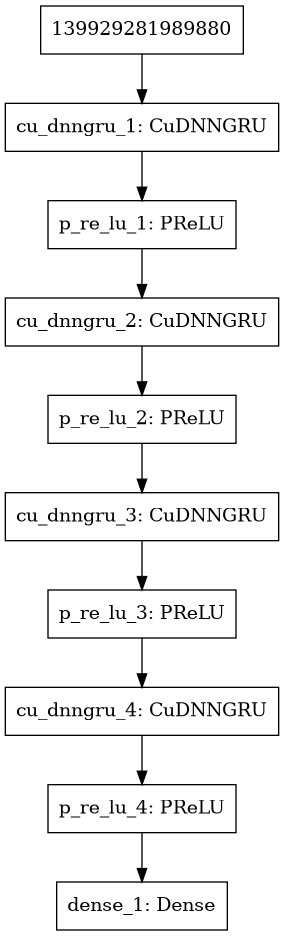 139929281989880
cu_dnngru_1: CuDNNGRU
p_re_lu_1: PReLU
cu_dnngru_2: CuDNNGRU
p_re_lu_2: PReLU
cu_dnngru_3: CuDNNGRU
p_re_lu_3: PReLU
cu_dnngru_4: CuDNNGRU
p_re_lu_4: PReLU
dense_1: Dense